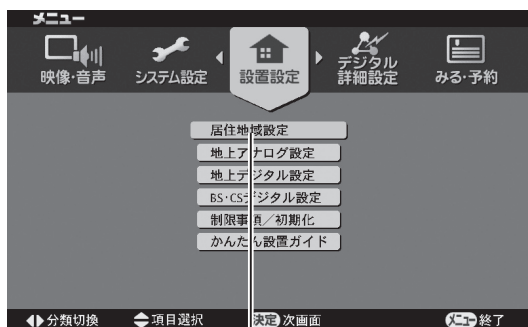 メニュー
映像・音声 システム設定 設置設定 デジタル詳細設定 みる・予約
居住地域設定
地上アナログ設定
地上デジタル設定
BS・CSデジタル設定
制限事項／初期化
かんたん設置ガイド
分類切換 項目選択 決定 次画面 メニュー 終了